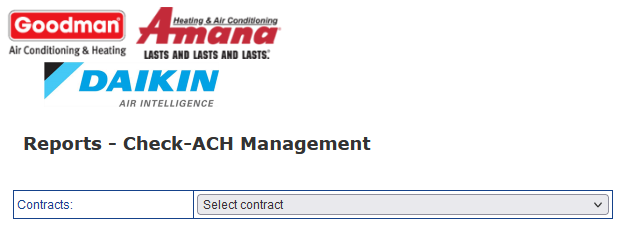 Goodman®
Air Conditioning & Heating
Heating & Air Conditioning
Amana®
LASTS AND LASTS AND LASTS.®
DAIKIN
AIR INTELLIGENCE
Reports - Check-ACH Management
Contracts:
Select contract